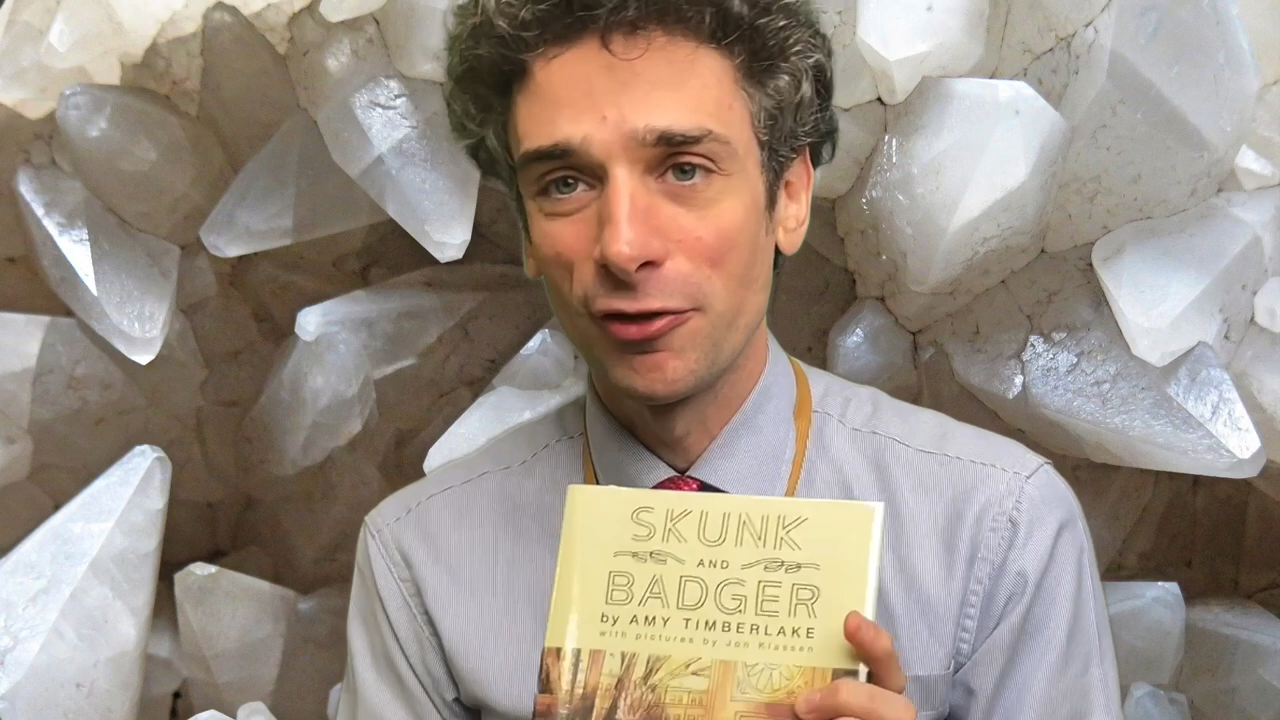 SKUNK
AND
BADGER
by AMY TIMBERLAKE
with pictures by Jon Klassen